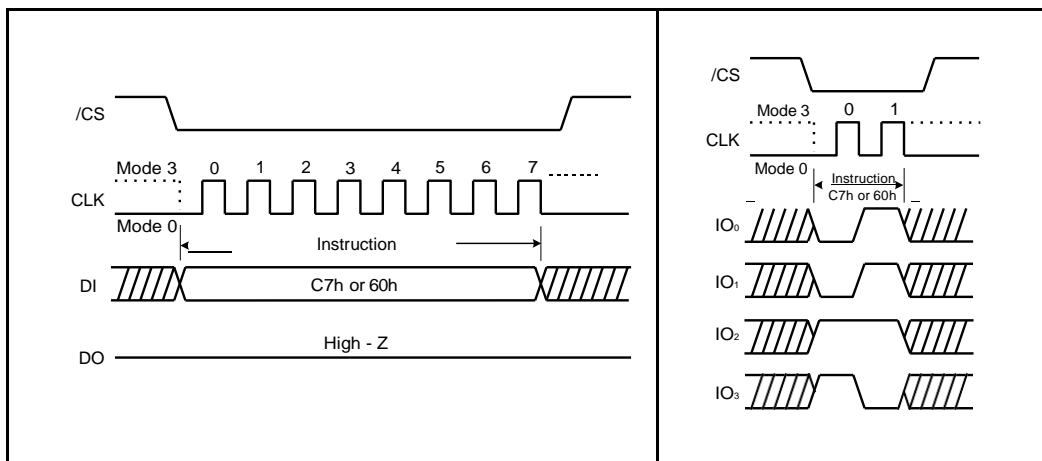 /CS
Mode 3 0 1 2 3 4 5 6 7
CLK
Mode 0
Instruction
DI C7h or 60h
High - Z
DO
/CS
Mode 3 0 1
CLK
Mode 0
Instruction
C7h or 60h
IO0
IO1
IO2
IO3